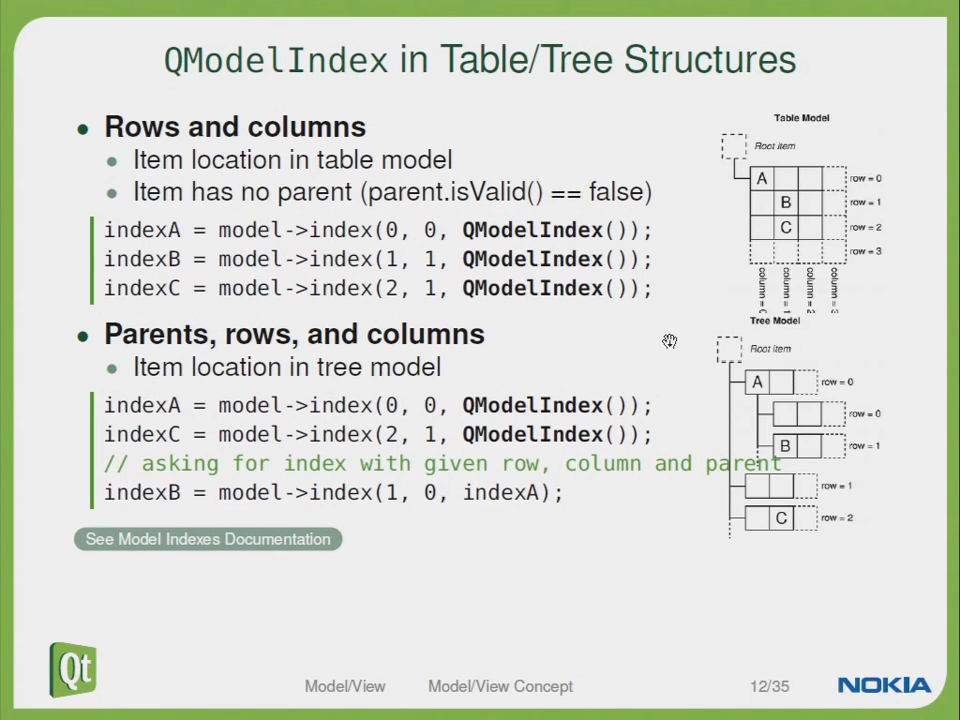 QModelIndex in Table/Tree Structures
• Rows and columns
• Item location in table model
• Item has no parent (parent.isValid() == false)
indexA = model->index(0, 0, QModelIndex());
indexB = model->index(1, 1, QModelIndex());
indexC = model->index(2, 1, QModelIndex());
• Parents, rows, and columns
• Item location in tree model
indexA = model->index(0, 0, QModelIndex());
indexC = model->index(2, 1, QModelIndex());
// asking for index with given row, column and parent
indexB = model->index(1, 0, indexA);
See Model Indexes Documentation
Table Model
Root item
A
row = 0
B
row = 1
C
row = 2
row = 3
column =
column =
column =
column =
Tree Model
Root item
A
row = 0
row = 0
B
row = 1
row = 1
C
row = 2
Qt
Model/View
Model/View Concept
12/35
NOKIA